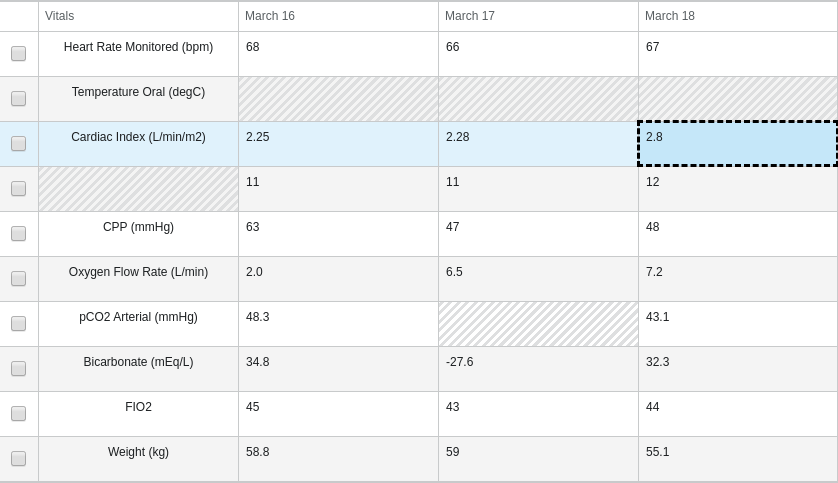 Vitals March 16 March 17 March 18
Heart Rate Monitored (bpm) 68 66 67
Temperature Oral (degC)
Cardiac Index (L/min/m2) 2.25 2.28 2.8
11 11 12
CPP (mmHg) 63 47 48
Oxygen Flow Rate (L/min) 2.0 6.5 7.2
pCO2 Arterial (mmHg) 48.3 43.1
Bicarbonate (mEq/L) 34.8 -27.6 32.3
FIO2 45 43 44
Weight (kg) 58.8 59 55.1